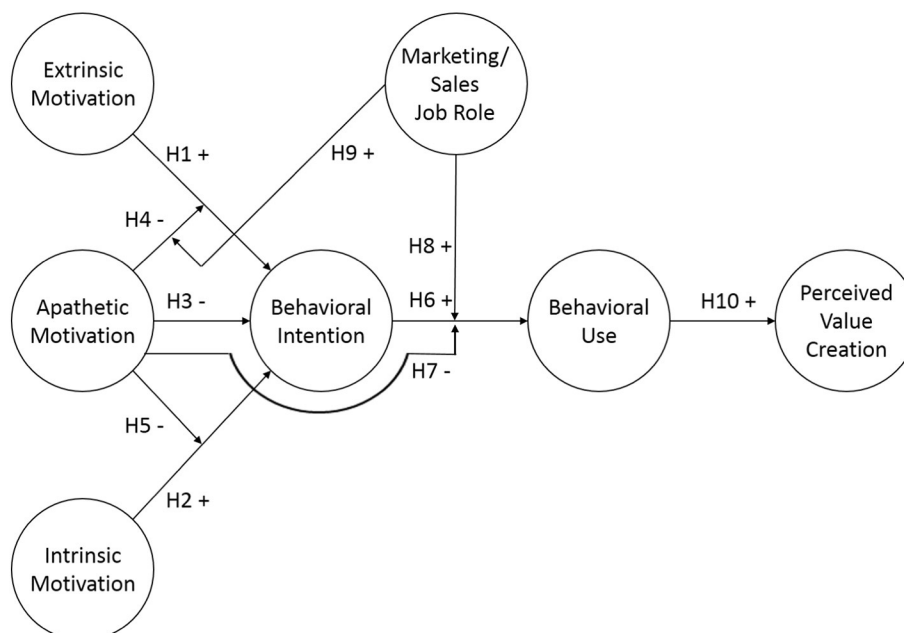 Extrinsic
Motivation
Marketing/
Sales
Job Role
H1 +
H9 +
H4 -
H8 +
Apathetic
Motivation
H3 -
Behavioral
Intention
H6 +
Behavioral
Use
H10 +
Perceived
Value
Creation
H7 -
H5 -
H2 +
Intrinsic
Motivation